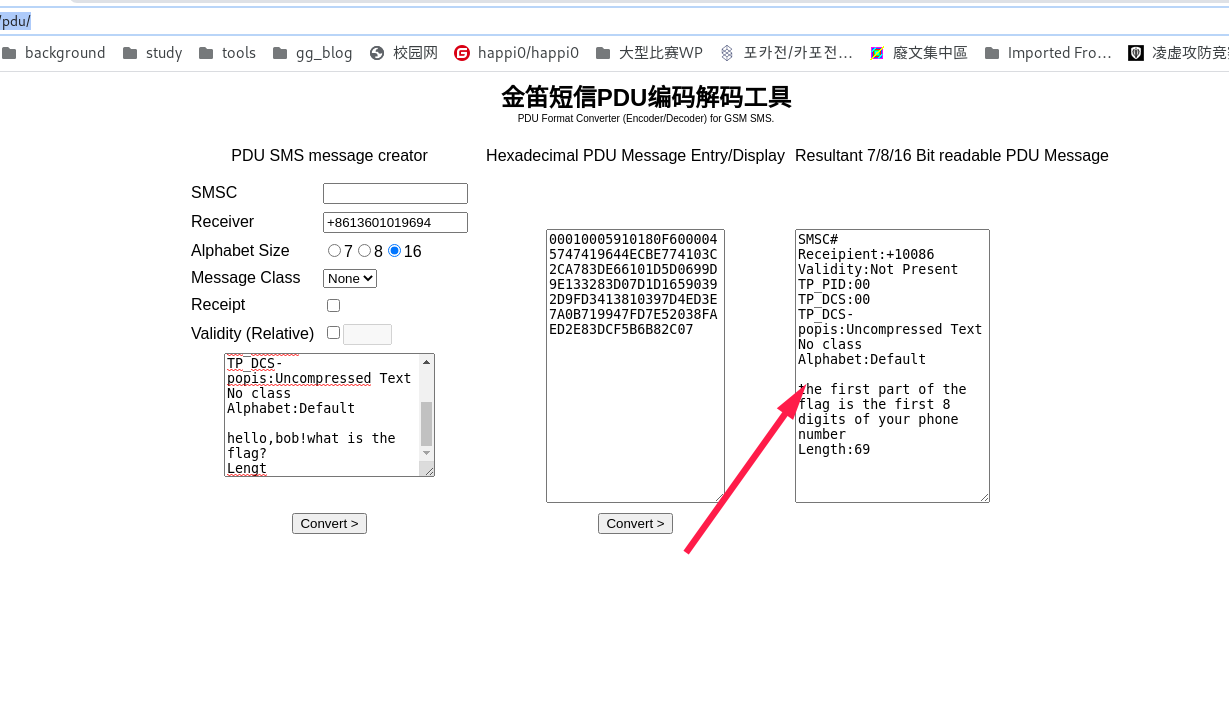 /pdu/
background study tools gg_blog 校园网 happi0/happi0 大型比赛WP 포카전/카포전… 廢文集中區 Imported Fro… 凌虚攻防竞
金笛短信PDU编码解码工具
PDU Format Converter (Encoder/Decoder) for GSM SMS.
PDU SMS message creator
SMSC
Receiver +8613601019694
Alphabet Size 7 8 16
Message Class None
Receipt
Validity (Relative)
TP_DCS-
popis:Uncompressed Text
No class
Alphabet:Default
hello,bob!what is the
flag?
Lengt
Convert >
Hexadecimal PDU Message Entry/Display
00010005910180F600004
5747419644ECBE774103C
2CA783DE66101D5D0699D
9E133283D07D1D1659039
2D9FD3413810397D4ED3E
7A0B719947FD7E52038FA
ED2E83DCF5B6B82C07
Convert >
Resultant 7/8/16 Bit readable PDU Message
SMSC#
Receipient:+10086
Validity:Not Present
TP_PID:00
TP_DCS:00
TP_DCS-
popis:Uncompressed Text
No class
Alphabet:Default
the first part of the
flag is the first 8
digits of your phone
number
Length:69